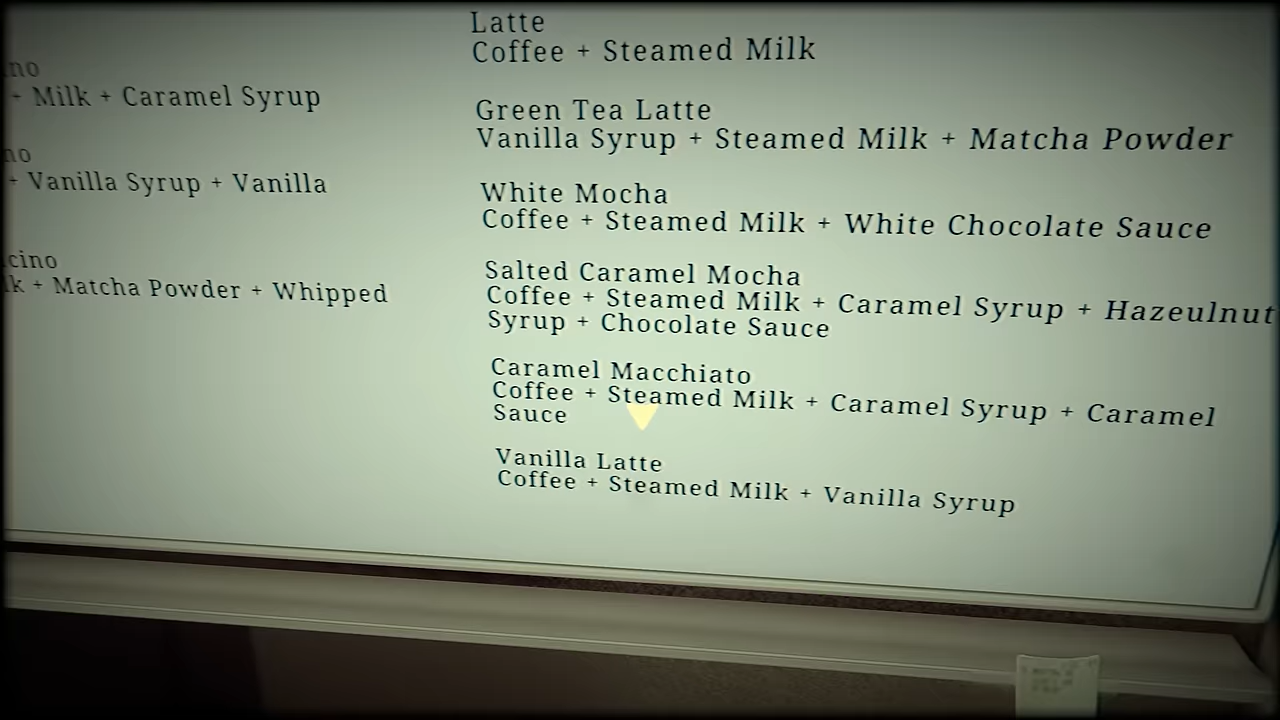 no
+ Milk + Caramel Syrup
no
+ Vanilla Syrup + Vanilla
cino
+ Matcha Powder + Whipped
Latte
Coffee + Steamed Milk
Green Tea Latte
Vanilla Syrup + Steamed Milk + Matcha Powder
White Mocha
Coffee + Steamed Milk + White Chocolate Sauce
Salted Caramel Mocha
Coffee + Steamed Milk + Caramel Syrup + Hazeulnut
Syrup + Chocolate Sauce
Caramel Macchiato
Coffee + Steamed Milk + Caramel Syrup + Caramel
Sauce
Vanilla Latte
Coffee + Steamed Milk + Vanilla Syrup